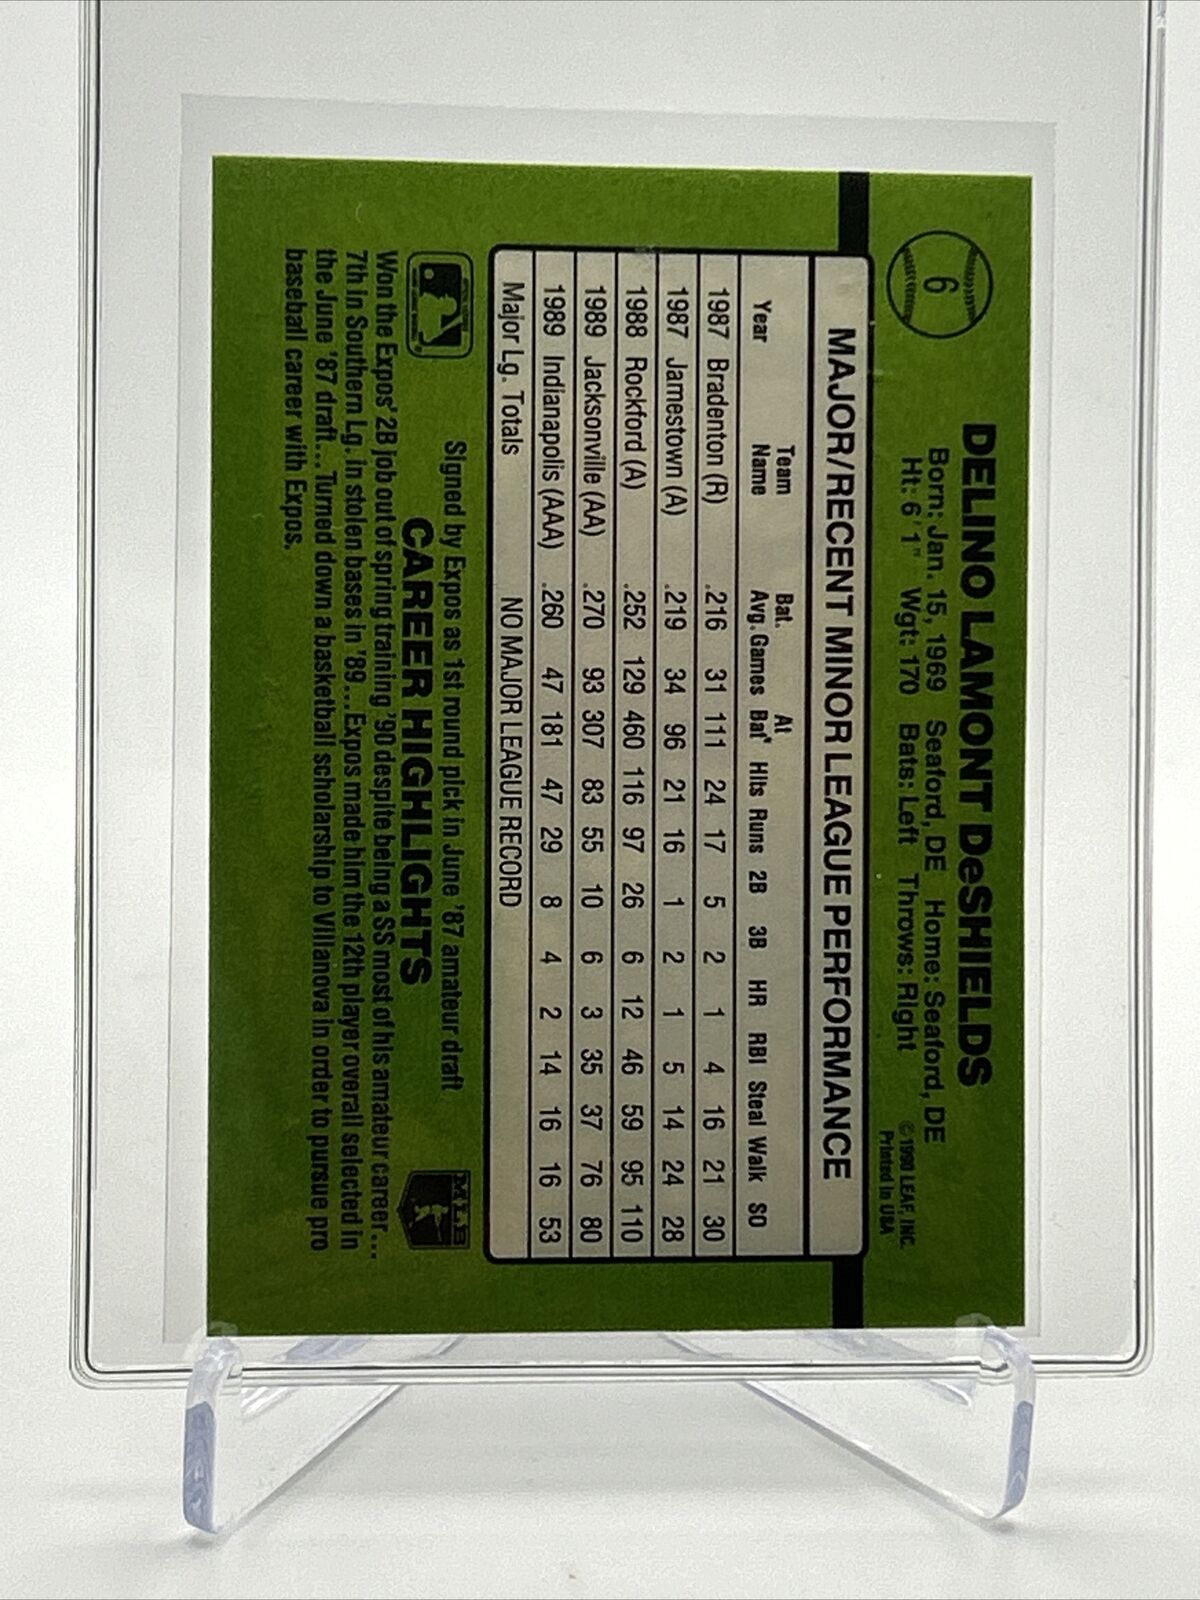 6
DELINO LAMONT DeSHIELDS
Born: Jan. 15, 1969 Seaford, DE Home: Seaford, DE
Ht: 6'1" Wgt: 170 Bats: Left Throws: Right
©1990 LEAF, INC.
Printed in USA
MAJOR/RECENT MINOR LEAGUE PERFORMANCE
Year Team Name Bat. Avg. Games At Bat Hits Runs 2B 3B HR RBI Steal Walk SO
1987 Bradenton (R) .216 31 111 24 17 5 2 1 4 16 21 30
1987 Jamestown (A) .219 34 96 21 16 1 2 1 5 14 24 28
1988 Rockford (A) .252 129 460 116 97 26 6 12 46 59 95 110
1989 Jacksonville (AA) .270 93 307 83 55 10 6 3 35 37 76 80
1989 Indianapolis (AAA) .260 47 181 47 29 8 4 2 14 16 16 53
Major Lg. Totals NO MAJOR LEAGUE RECORD
Signed by Expos as 1st round pick in June '87 amateur draft
CAREER HIGHLIGHTS
MLB
Won the Expos' 2B job out of spring training '90 despite being a SS most of his amateur career...
7th in Southern Lg. in stolen bases in '89...Expos made him the 12th player overall selected in
the June '87 draft...Turned down a basketball scholarship to Villanova in order to pursue pro
baseball career with Expos.